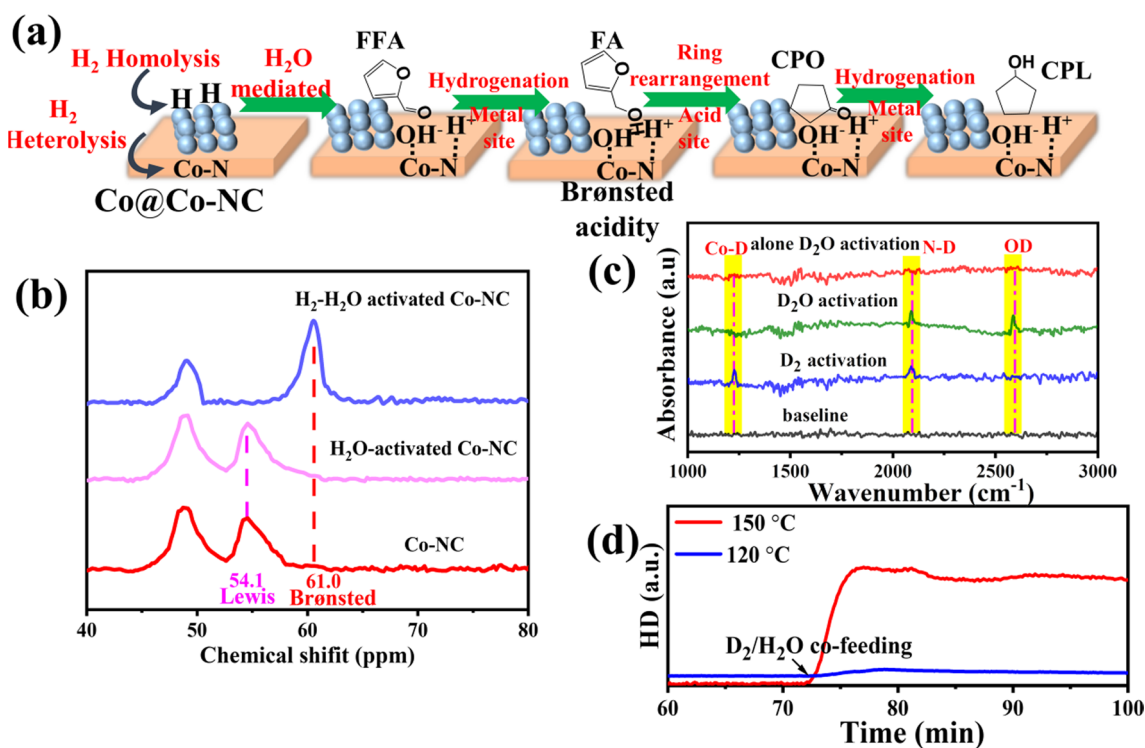 (a)
H2 Homolysis
H2
Heterolysis
H H
Co-N
Co@Co-NC
H2O
mediated
FFA
O
O
OH- H+
Co-N
Hydrogenation
Metal
site
FA
O
OH
OH- H+
Co-N
Brønsted
acidity
Ring
rearrangement
Acid
site
CPO
O
OH- H+
Co-N
Hydrogenation
Metal
site
OH
CPL
OH- H+
Co-N
(b)
H2-H2O activated Co-NC
H2O-activated Co-NC
Co-NC
54.1
Lewis
61.0
Brønsted
40 50 60 70 80
Chemical shifit (ppm)
(c)
Absorbance (a.u)
Co-D
alone D2O activation
N-D
OD
D2O activation
D2 activation
baseline
1000 1500 2000 2500 3000
Wavenumber (cm-1)
(d)
HD (a.u.)
150 °C
120 °C
D2/H2O co-feeding
60 70 80 90 100
Time (min)